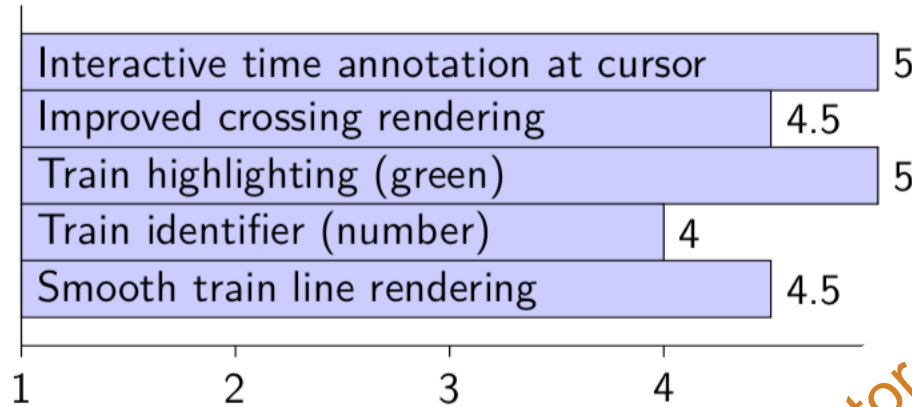 Interactive time annotation at cursor 5
Improved crossing rendering 4.5
Train highlighting (green) 5
Train identifier (number) 4
Smooth train line rendering 4.5
1 2 3 4